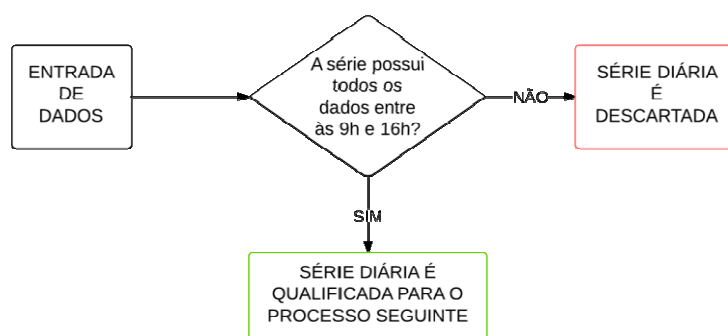 ENTRADA
DE
DADOS
A série possui
todos os
dados entre
às 9h e 16h?
NÃO
SÉRIE DIÁRIA
É
DESCARTADA
SIM
SÉRIE DIÁRIA É
QUALIFICADA PARA O
PROCESSO SEGUINTE